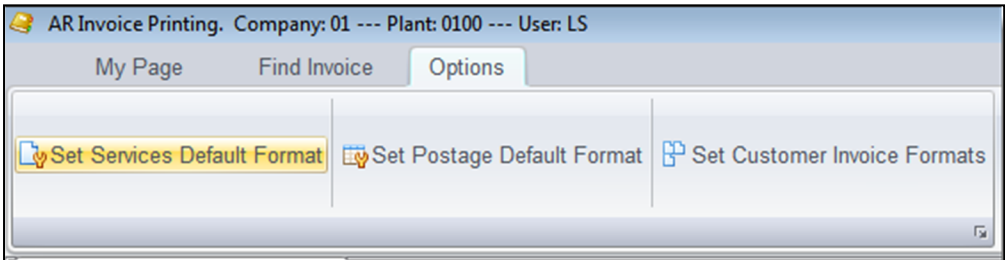 AR Invoice Printing.  Company: 01 --- Plant: 0100 --- User: LS
My Page Find Invoice Options
Set Services Default Format Set Postage Default Format Set Customer Invoice Formats